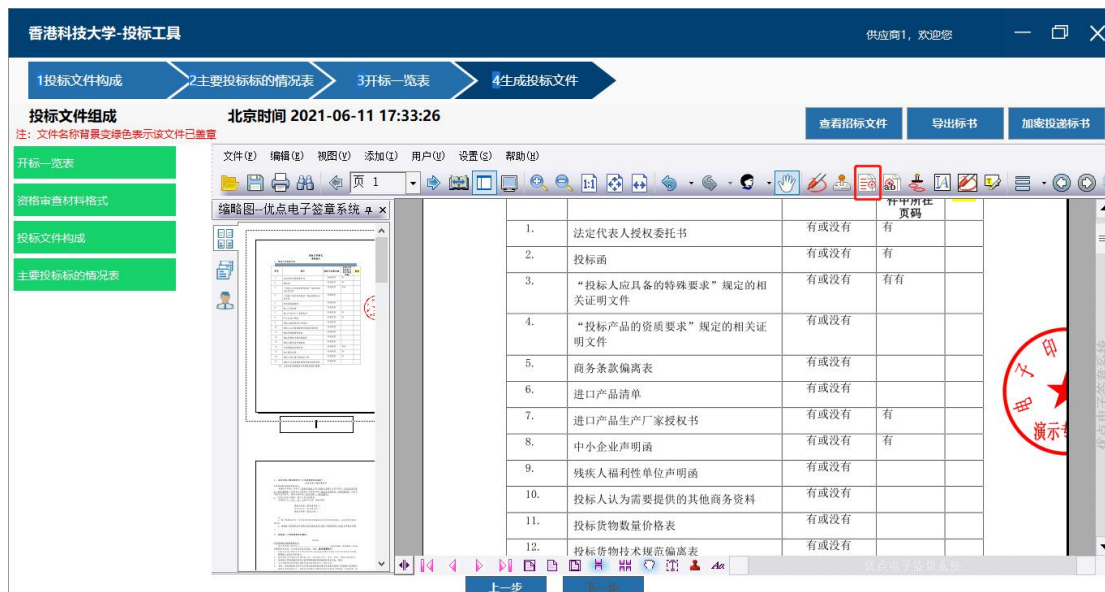 香港科技大学-投标工具
供应商1，欢迎您
1投标文件构成
2主要投标标的情况表
3开标一览表
4生成投标文件
投标文件组成
注：文件名称背景变绿色表示该文件已盖章
北京时间 2021-06-11 17:33:26
查看招标文件
导出标书
加密投递标书
开标一览表
资格审查材料格式
投标文件构成
主要投标标的情况表
文件(F) 编辑(E) 视图(V) 添加(I) 用户(U) 设置(S) 帮助(H)
页 1
缩略图--优点电子签章系统
件中所在
页码
1. 法定代表人授权委托书 有或没有 有
2. 投标函 有或没有 有
3. “投标人应具备的特殊要求”规定的相 有或没有 有有
关证明文件
4. “投标产品的资质要求”规定的相关证 有或没有
明文件
5. 商务条款偏离表 有或没有
6. 进口产品清单 有或没有
7. 进口产品生产厂家授权书 有或没有 有
8. 中小企业声明函 有或没有 有
9. 残疾人福利性单位声明函 有或没有
10. 投标人认为需要提供的其他商务资料 有或没有
11. 投标货物数量价格表 有或没有
12. 投标货物技术规范偏离表 有或没有
电子印
演示专
1
优点电子签章系统
上一步
下一步